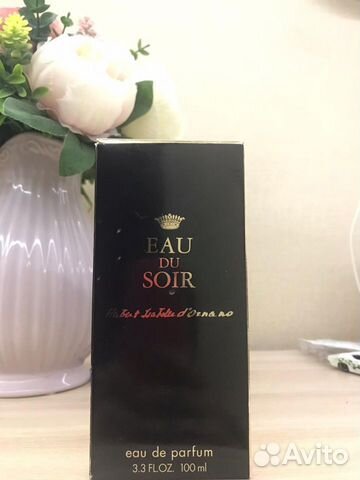 EAU
DU
SOIR
Hubert Isabelle d'Ornano
eau de parfum
3.3 FL.OZ. 100 ml
Avito